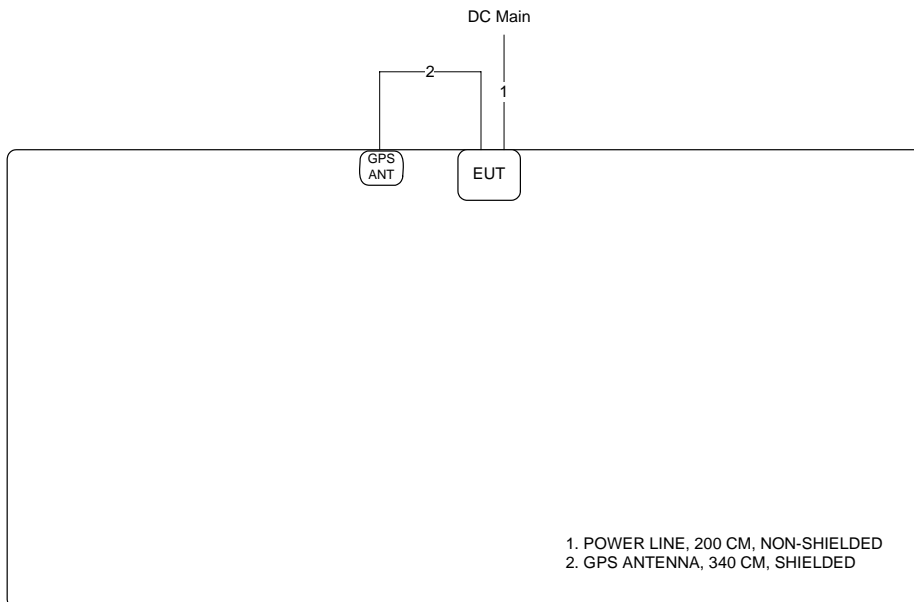 DC Main
2
1
GPS
ANT
EUT
1. POWER LINE, 200 CM, NON-SHIELDED
2. GPS ANTENNA, 340 CM, SHIELDED